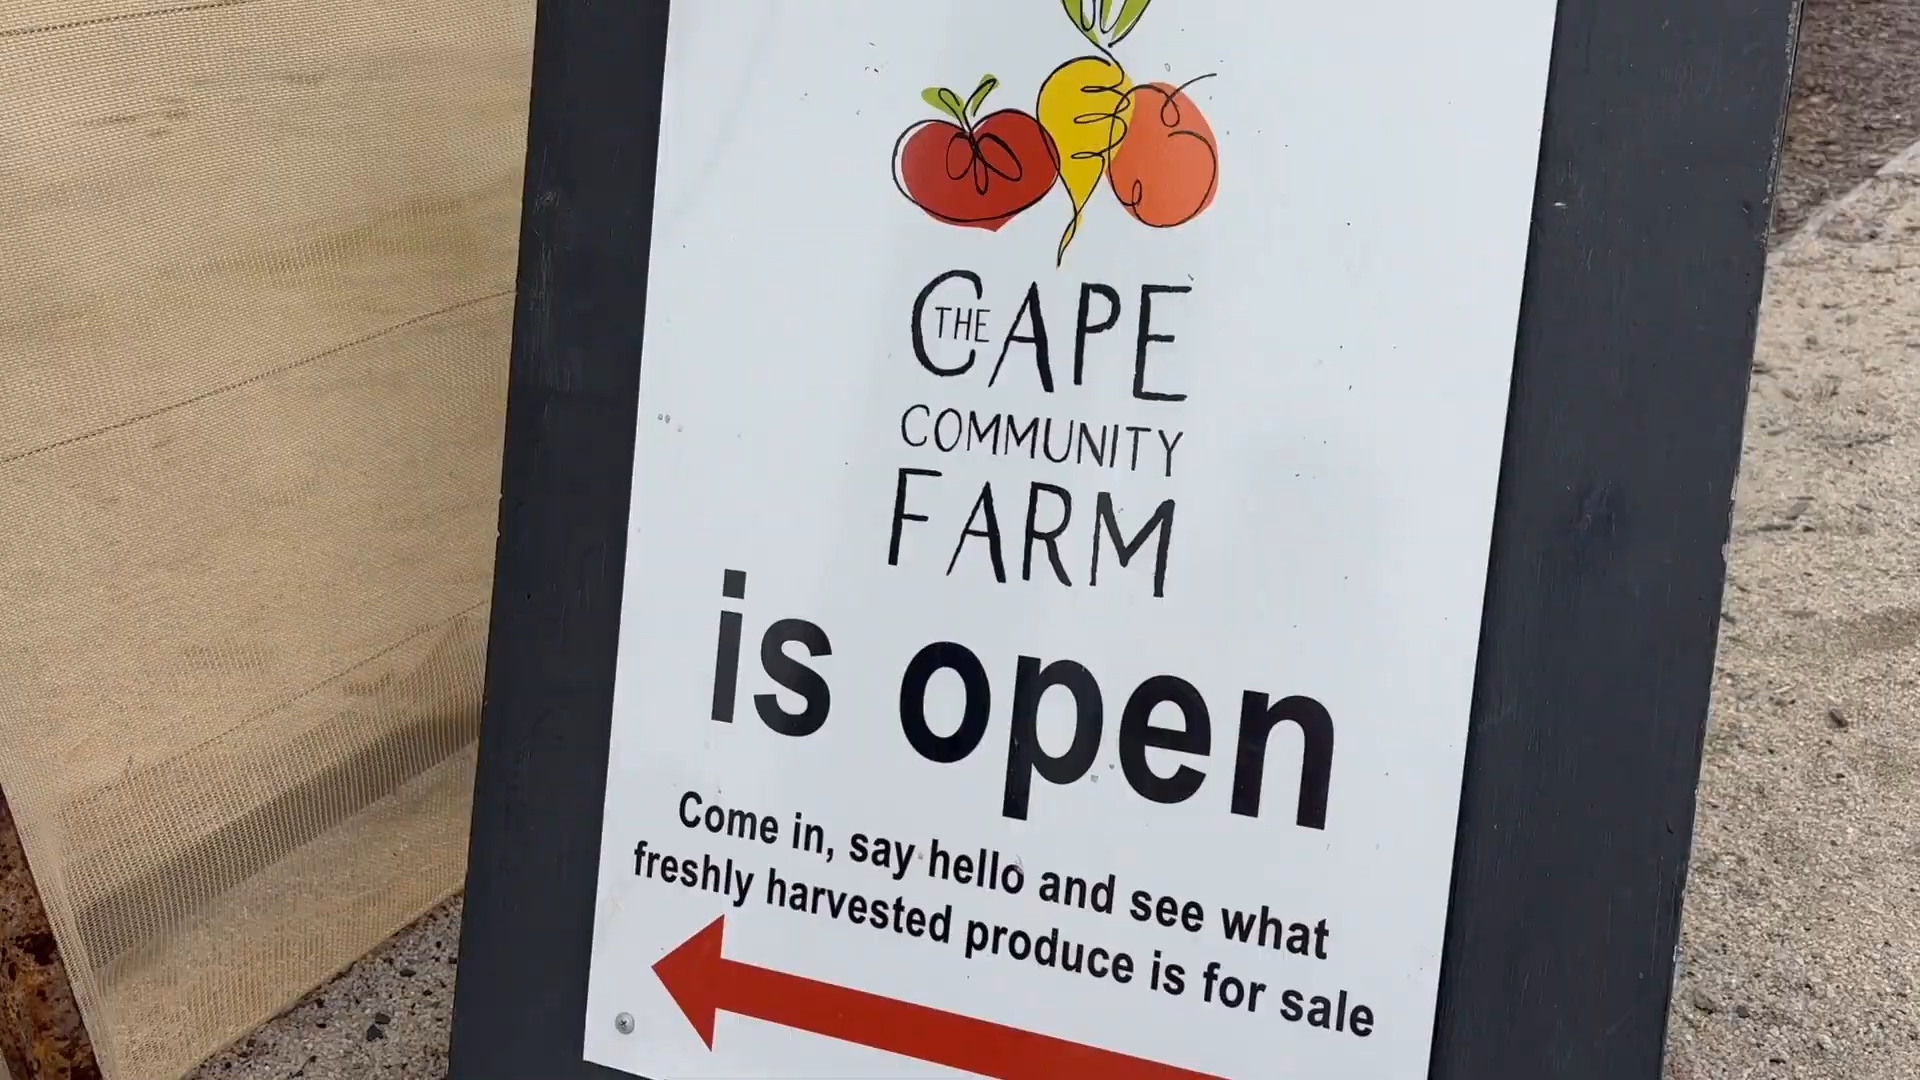 THE CAPE
COMMUNITY
FARM
is open
Come in, say hello and see what
freshly harvested produce is for sale